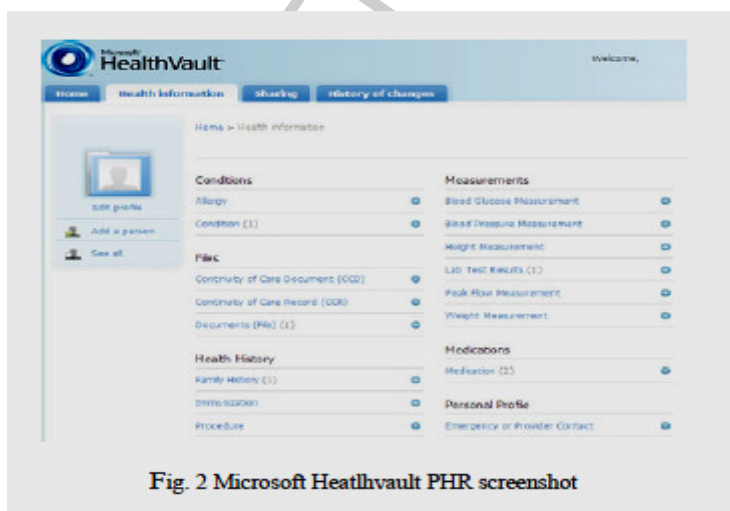 Microsoft
HealthVault
Welcome,
Home Health information Sharing History of changes
Home > Health information
Edit profile
Add a person
See all
Conditions
Allergy
Condition (1)
Files
Continuity of Care Document (CCD)
Continuity of Care Record (CCR)
Documents (File) (1)
Health History
Family History (1)
Immunization
Procedure
Measurements
Blood Glucose Measurement
Blood Pressure Measurement
Height Measurement
Lab Test Results (1)
Peak Flow Measurement
Weight Measurement
Medications
Medication (2)
Personal Profile
Emergency or Provider Contact
Fig. 2 Microsoft Heatlhvault PHR screenshot